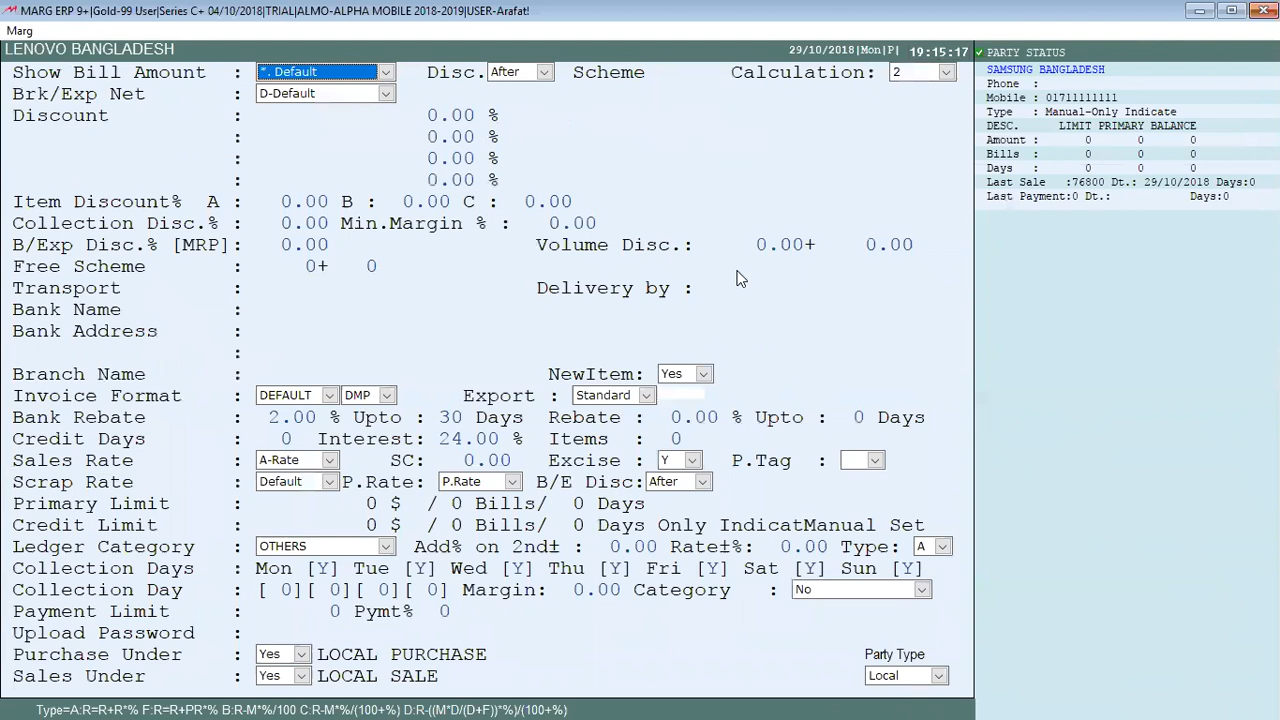 MARG ERP 9+|Gold-99 User|Series C+ 04/10/2018|TRIAL|ALMO-ALPHA MOBILE 2018-2019|USER-Arafat!
Marg
LENOVO BANGLADESH 29/10/2018|Mon|P| 19:15:17
Show Bill Amount : *. Default Disc. After Scheme Calculation: 2
Brk/Exp Net : D-Default
Discount 0.00 %
: 0.00 %
: 0.00 %
: 0.00 %
Item Discount% A : 0.00 B : 0.00 C : 0.00
Collection Disc.% : 0.00 Min.Margin % : 0.00
B/Exp Disc.% [MRP]: 0.00 Volume Disc.: 0.00+ 0.00
Free Scheme : 0+ 0
Transport : Delivery by :
Bank Name :
Bank Address :
:
Branch Name : NewItem: Yes
Invoice Format : DEFAULT DMP Export : Standard
Bank Rebate : 2.00 % Upto : 30 Days Rebate : 0.00 % Upto : 0 Days
Credit Days : 0 Interest: 24.00 % Items : 0
Sales Rate : A-Rate SC: 0.00 Excise : Y P.Tag :
Scrap Rate : Default P.Rate: P.Rate B/E Disc: After
Primary Limit : 0 $ / 0 Bills/ 0 Days
Credit Limit : 0 $ / 0 Bills/ 0 Days Only IndicatManual Set
Ledger Category : OTHERS Add% on 2nd± : 0.00 Rate±%: 0.00 Type: A
Collection Days : Mon [Y] Tue [Y] Wed [Y] Thu [Y] Fri [Y] Sat [Y] Sun [Y]
Collection Day : [ 0][ 0][ 0][ 0] Margin: 0.00 Category : No
Payment Limit : 0 Pymt% 0
Upload Password :
Purchase Under : Yes LOCAL PURCHASE Party Type
Sales Under : Yes LOCAL SALE Local
Type=A:R=R+R*% F:R=R+PR*% B:R-M*%/100 C:R-M*%/(100+%) D:R-((M*D/(D+F))*%)/(100+%)
PARTY STATUS
SAMSUNG BANGLADESH
Phone :
Mobile : 01711111111
Type : Manual-Only Indicate
DESC. LIMIT PRIMARY BALANCE
Amount : 0 0 0
Bills : 0 0 0
Days : 0 0 0
Last Sale :76800 Dt.: 29/10/2018 Days:0
Last Payment:0 Dt.: Days:0